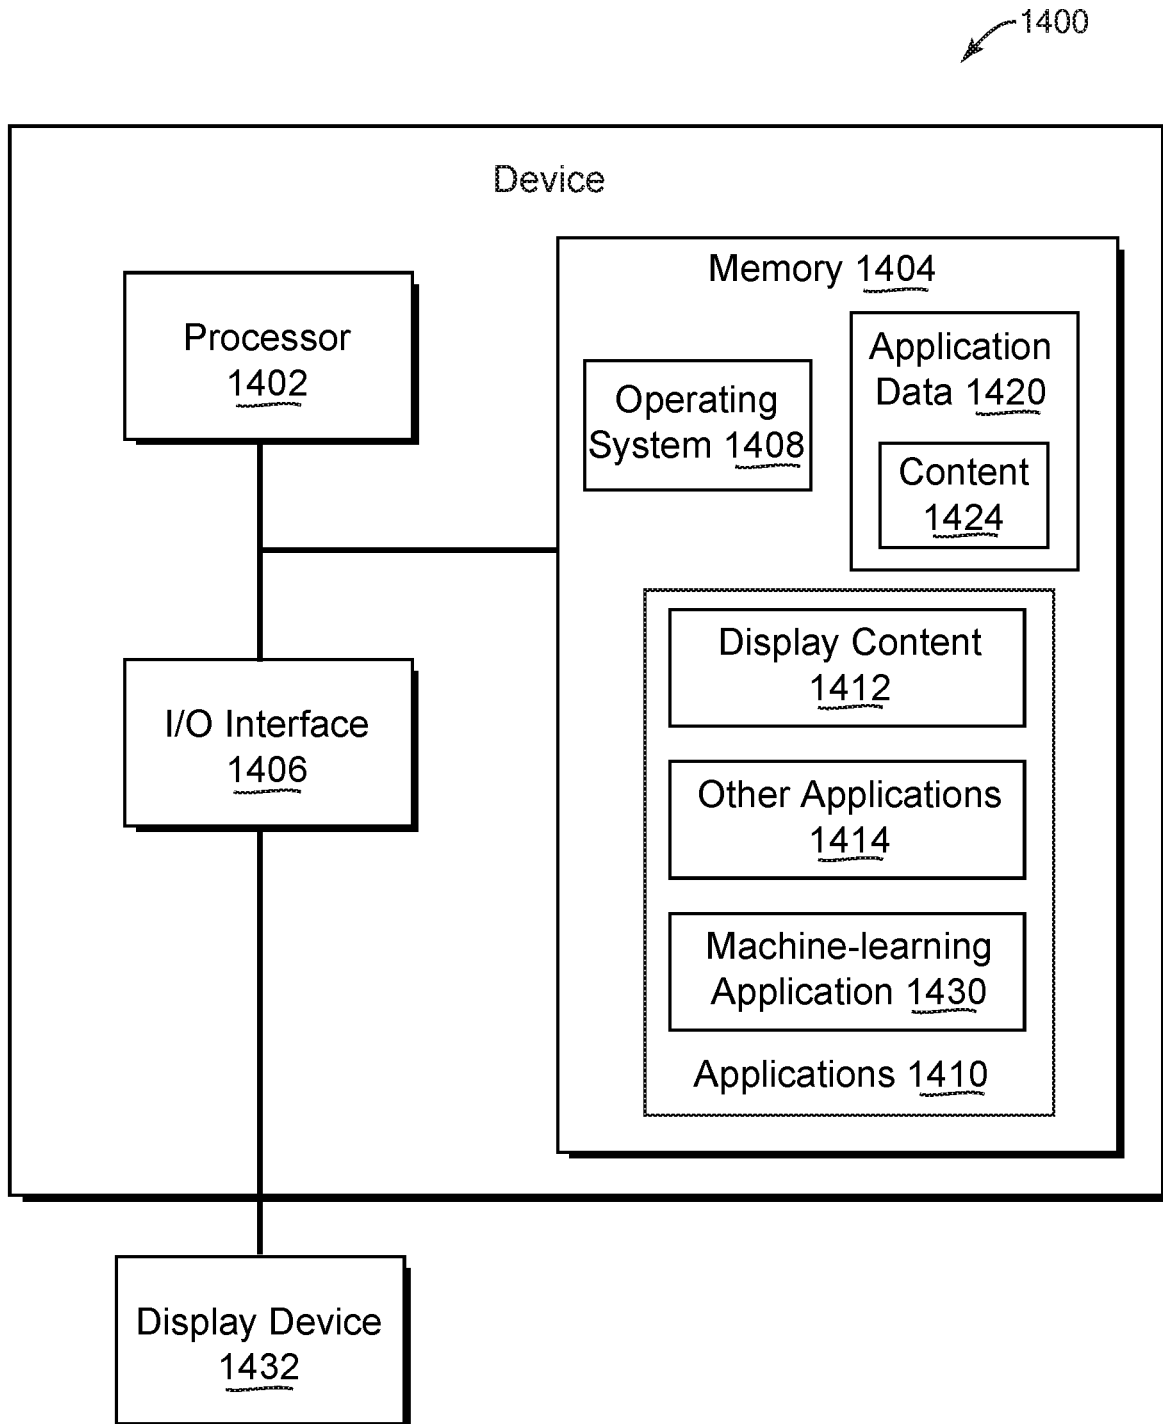 1400
Device
Processor
1402
Memory 1404
Operating
System 1408
Application
Data 1420
Content
1424
Display Content
1412
I/O Interface
1406
Other Applications
1414
Machine-learning
Application 1430
Applications 1410
Display Device
1432